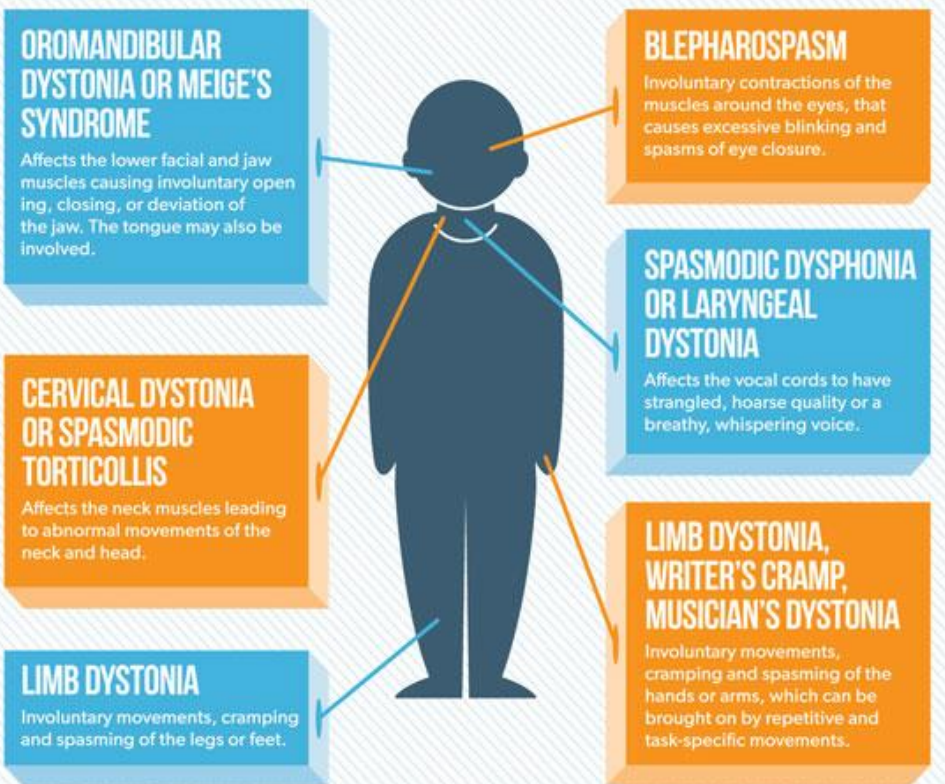 OROMANDIBULAR
DYSTONIA OR MEIGE'S
SYNDROME
Affects the lower facial and jaw
muscles causing involuntary open
ing, closing, or deviation of
the jaw. The tongue may also be
involved.
CERVICAL DYSTONIA
OR SPASMODIC
TORTICOLLIS
Affects the neck muscles leading
to abnormal movements of the
neck and head.
LIMB DYSTONIA
Involuntary movements, cramping
and spasming of the legs or feet.
BLEPHAROSPASM
Involuntary contractions of the
muscles around the eyes, that
causes excessive blinking and
spasms of eye closure.
SPASMODIC DYSPHONIA
OR LARYNGEAL
DYSTONIA
Affects the vocal cords to have
strangled, hoarse quality or a
breathy, whispering voice.
LIMB DYSTONIA,
WRITER'S CRAMP,
MUSICIAN'S DYSTONIA
Involuntary movements,
cramping and spasming of the
hands or arms, which can be
brought on by repetitive and
task-specific movements.